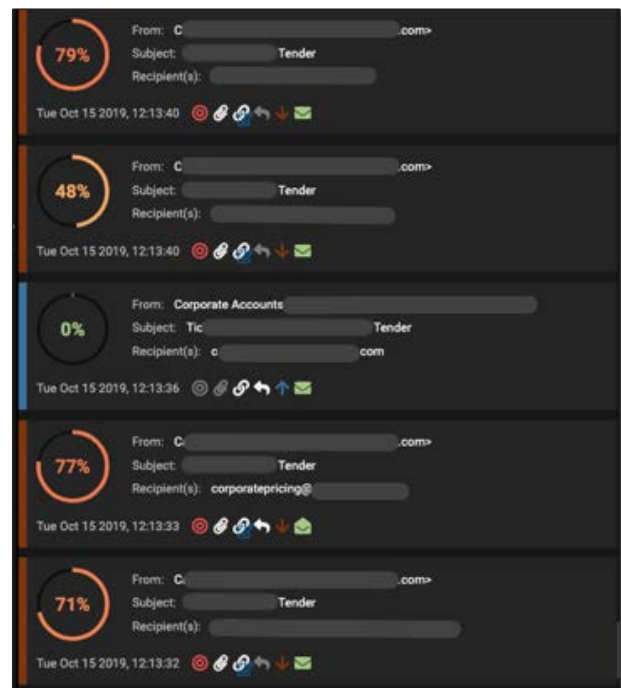 79%
From: C .com>
Subject: Tender
Recipient(s):
Tue Oct 15 2019, 12:13:40
48%
From: C .com>
Subject: Tender
Recipient(s):
Tue Oct 15 2019, 12:13:40
0%
From: Corporate Accounts
Subject: Tic Tender
Recipient(s): c com
Tue Oct 15 2019, 12:13:36
77%
From: C .com>
Subject: Tender
Recipient(s): corporatepricing@
Tue Oct 15 2019, 12:13:33
71%
From: C .com>
Subject: Tender
Recipient(s):
Tue Oct 15 2019, 12:13:32